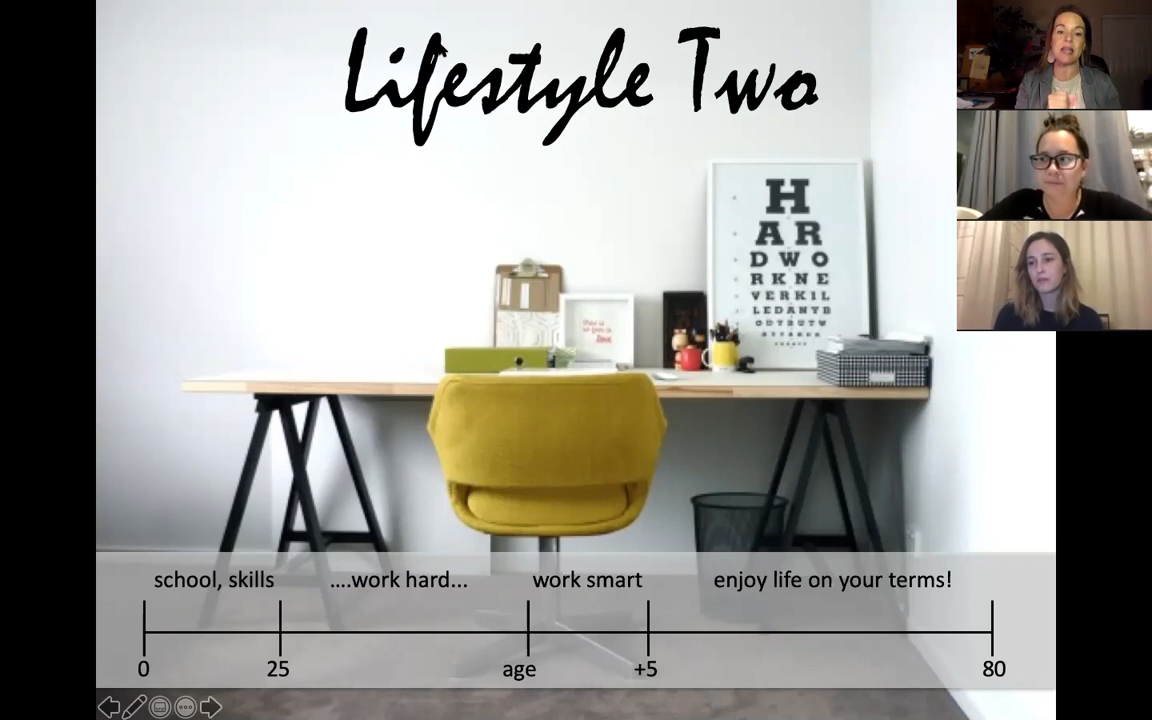 Lifestyle Two
H
AR
DWO
RKNE
VERKIL
LEDANYB
school, skills
....work hard...
work smart
enjoy life on your terms!
0
25
age
+5
80